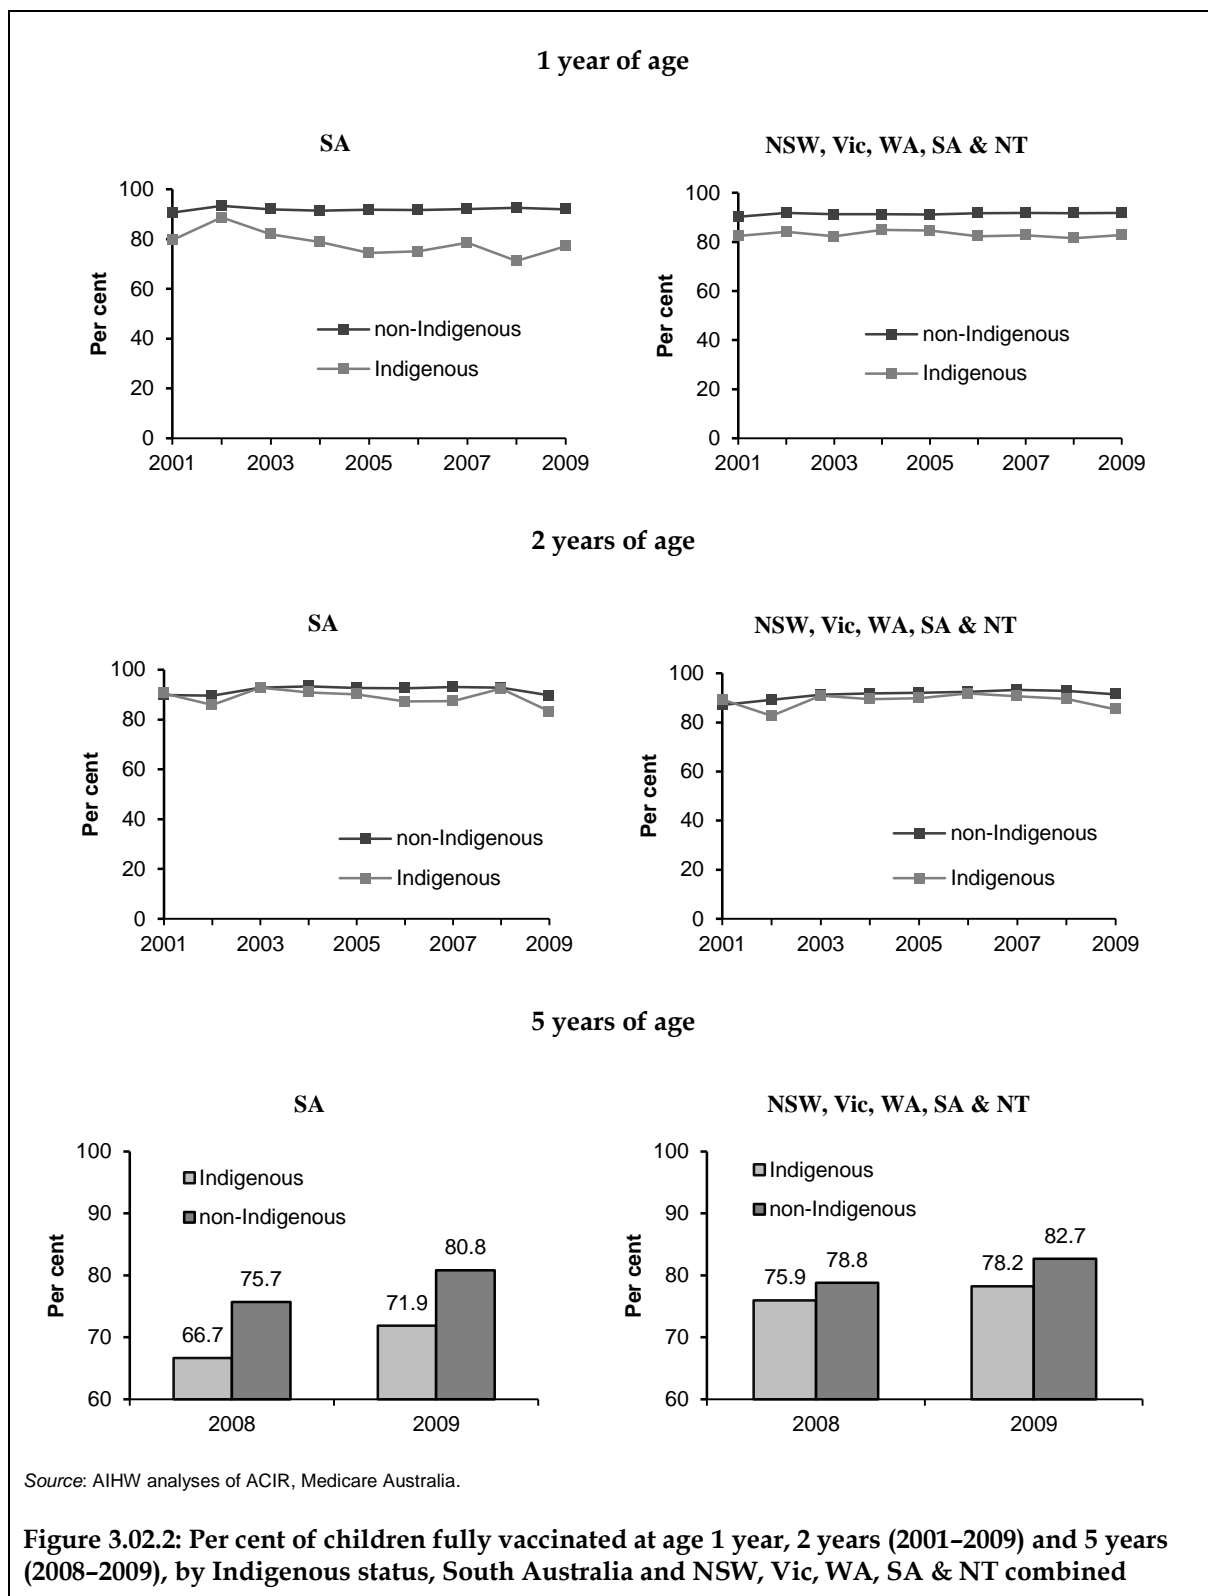 1 year of age
SA
100
80
60
40
20
0
Per cent
non-Indigenous
Indigenous
2001 2003 2005 2007 2009
NSW, Vic, WA, SA & NT
100
80
60
40
20
0
Per cent
non-Indigenous
Indigenous
2001 2003 2005 2007 2009
2 years of age
SA
100
80
60
40
20
0
Per cent
non-Indigenous
Indigenous
2001 2003 2005 2007 2009
NSW, Vic, WA, SA & NT
100
80
60
40
20
0
Per cent
non-Indigenous
Indigenous
2001 2003 2005 2007 2009
5 years of age
SA
100
90
80
70
60
Per cent
Indigenous
non-Indigenous
66.7 75.7 71.9 80.8
2008 2009
NSW, Vic, WA, SA & NT
100
90
80
70
60
Per cent
Indigenous
non-Indigenous
75.9 78.8 78.2 82.7
2008 2009
Source: AIHW analyses of ACIR, Medicare Australia.
Figure 3.02.2: Per cent of children fully vaccinated at age 1 year, 2 years (2001–2009) and 5 years
(2008–2009), by Indigenous status, South Australia and NSW, Vic, WA, SA & NT combined